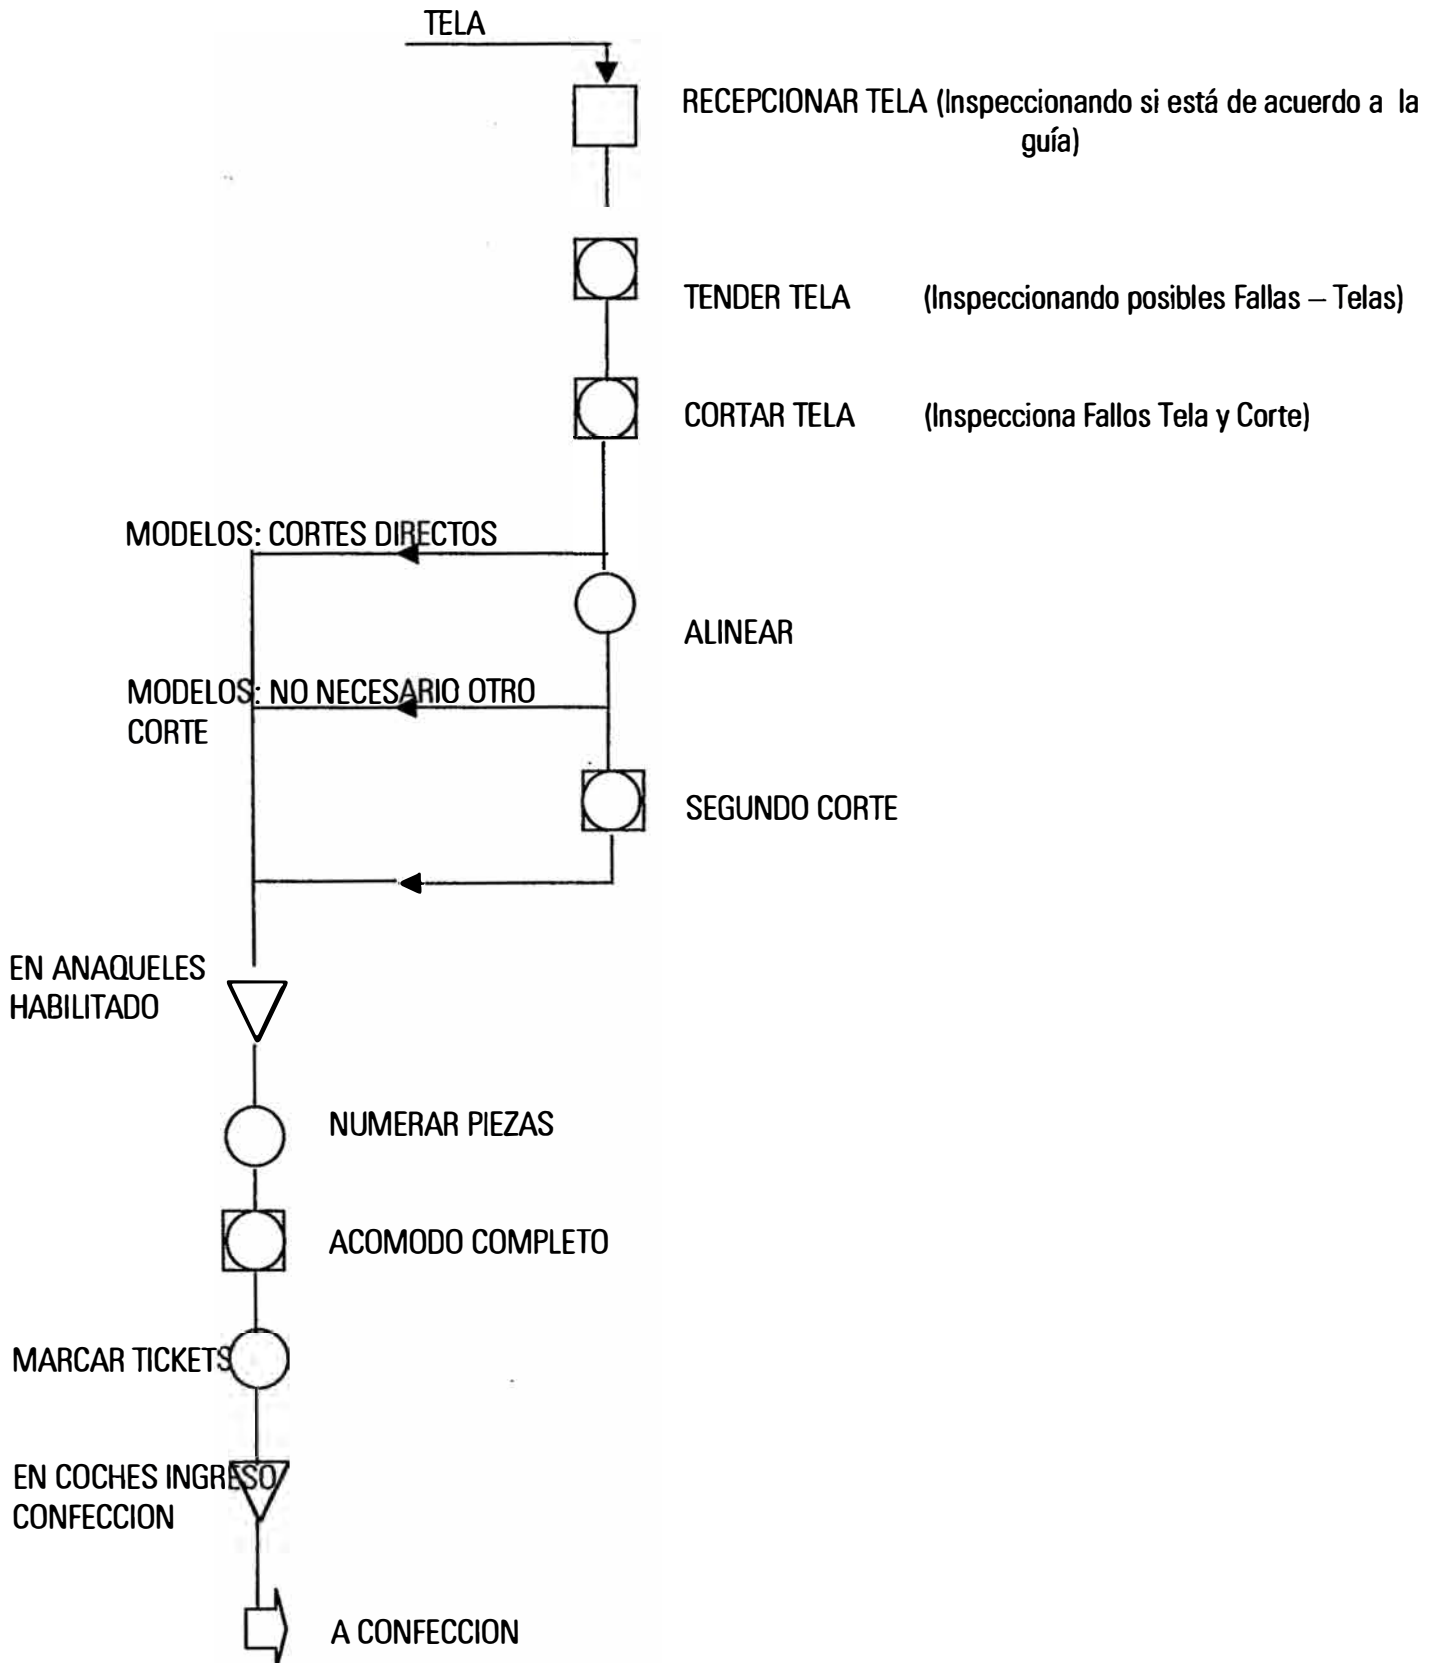 TELA
RECEPCIONAR TELA (Inspeccionando si está de acuerdo a la
guía)
TENDER TELA (Inspeccionando posibles Fallas – Telas)
CORTAR TELA (Inspecciona Fallos Tela y Corte)
MODELOS: CORTES DIRECTOS
ALINEAR
MODELOS: NO NECESARIO OTRO
CORTE
SEGUNDO CORTE
EN ANAQUELES
HABILITADO
NUMERAR PIEZAS
ACOMODO COMPLETO
MARCAR TICKETS
EN COCHES INGRESO
CONFECCION
A CONFECCION